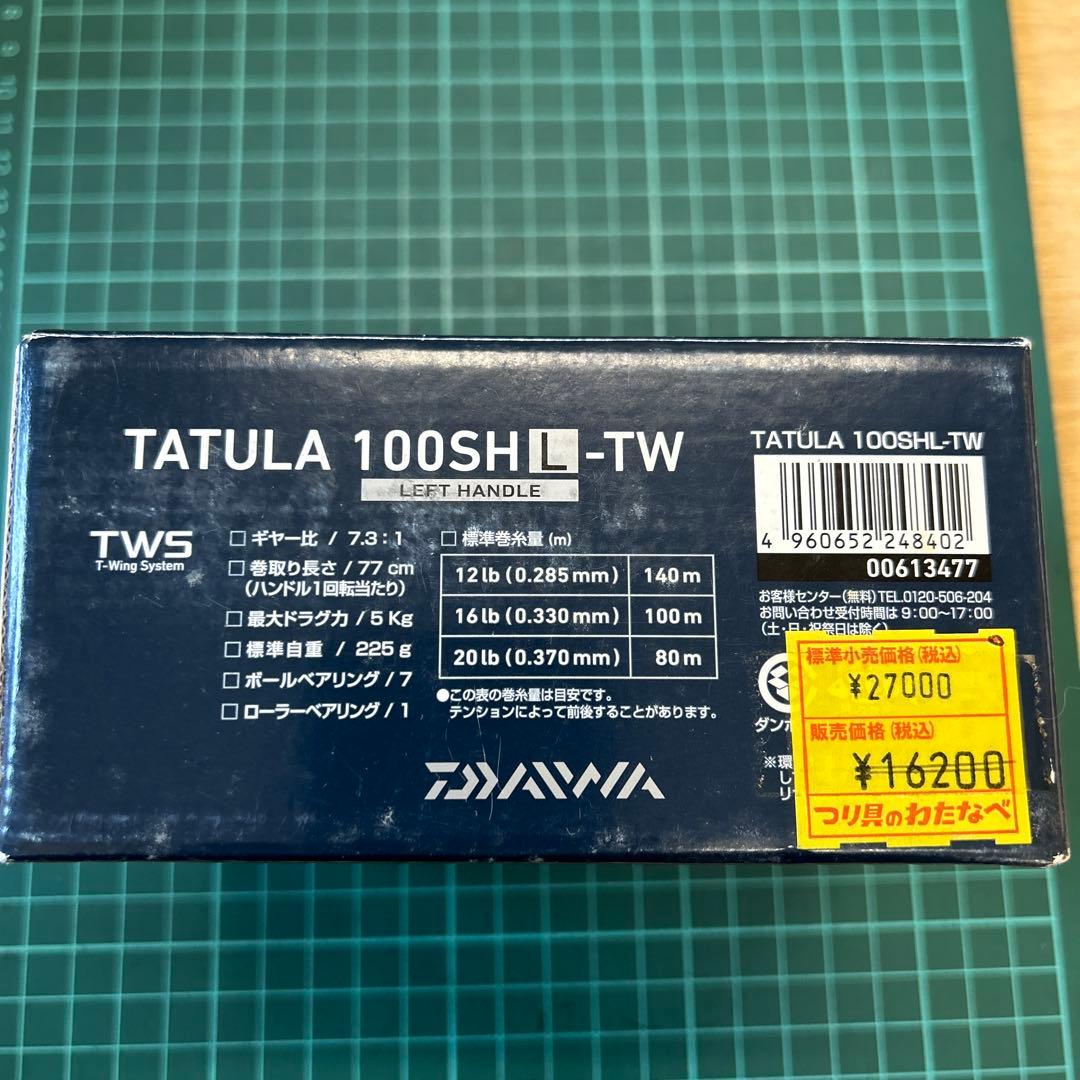 TATULA 100SHL-TW
LEFT HANDLE
TWS
T-Wing System
□ ギヤー比 / 7.3:1
□ 巻取り長さ / 77 cm
(ハンドル1回転当たり)
□ 最大ドラグ力 / 5 Kg
□ 標準自重 / 225 g
□ ボールベアリング / 7
□ ローラーベアリング / 1
□ 標準巻糸量 (m)
12 lb (0.285 mm) 140 m
16 lb (0.330 mm) 100 m
20 lb (0.370 mm) 80 m
●この表の巻糸量は目安です。
テンションによって前後することがあります。
DAIWA
TATULA 100SHL-TW
4 960652 248402
00613477
お客様センター(無料)TEL.0120-506-204
お問い合わせ受付時間は 9:00〜17:00
(土・日・祝祭日は除く)
ダンボ
※環
し
リ
標準小売価格(税込)
¥27000
販売価格(税込)
¥16200
つり具のわたなべ